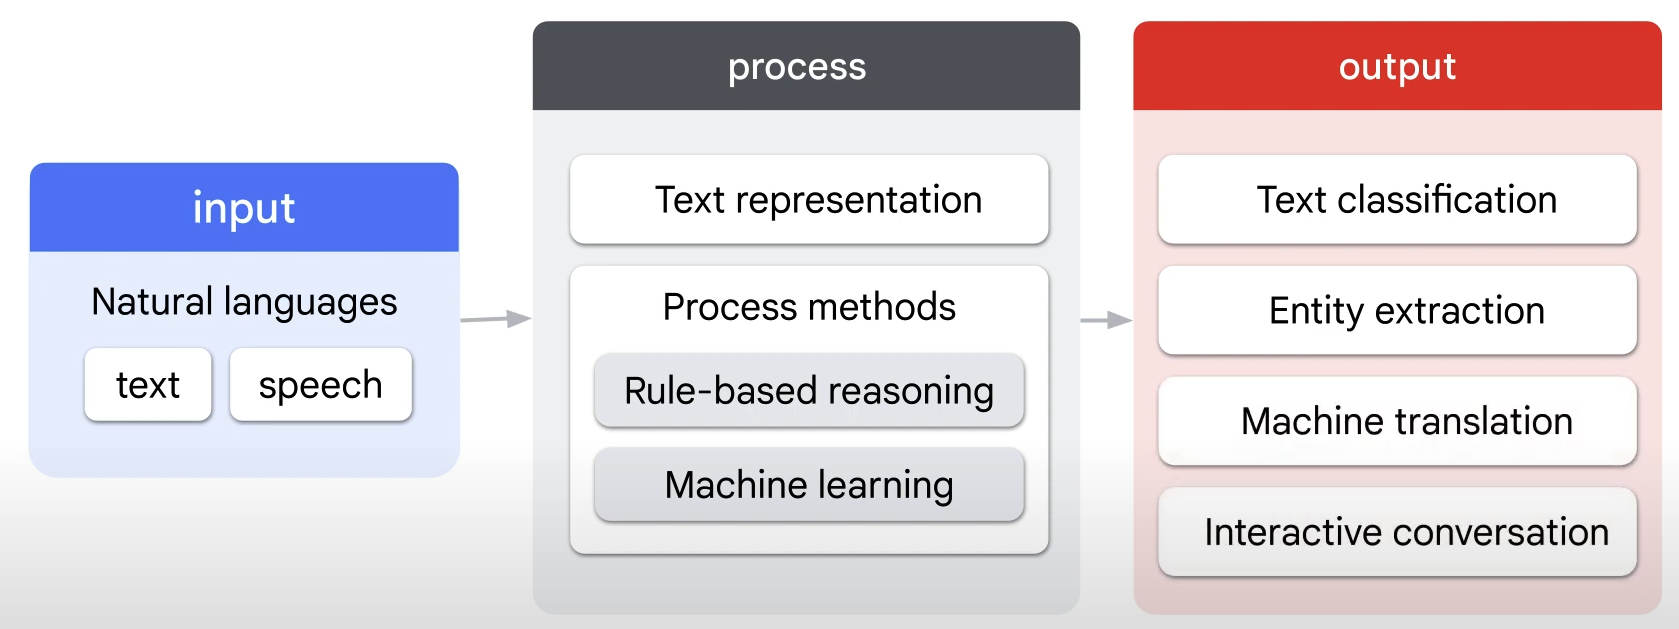 input
Natural languages
text
speech
process
Text representation
Process methods
Rule-based reasoning
Machine learning
output
Text classification
Entity extraction
Machine translation
Interactive conversation